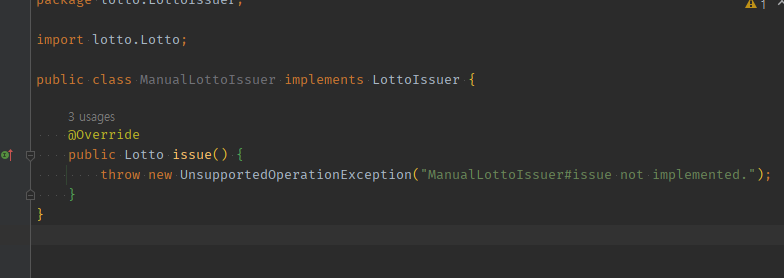 package lotto.LottoIssuer;
1
import lotto.Lotto;
public class ManualLottoIssuer implements LottoIssuer {
3 usages
@Override
public Lotto issue() {
throw new UnsupportedOperationException("ManualLottoIssuer#issue not implemented.");
}
}